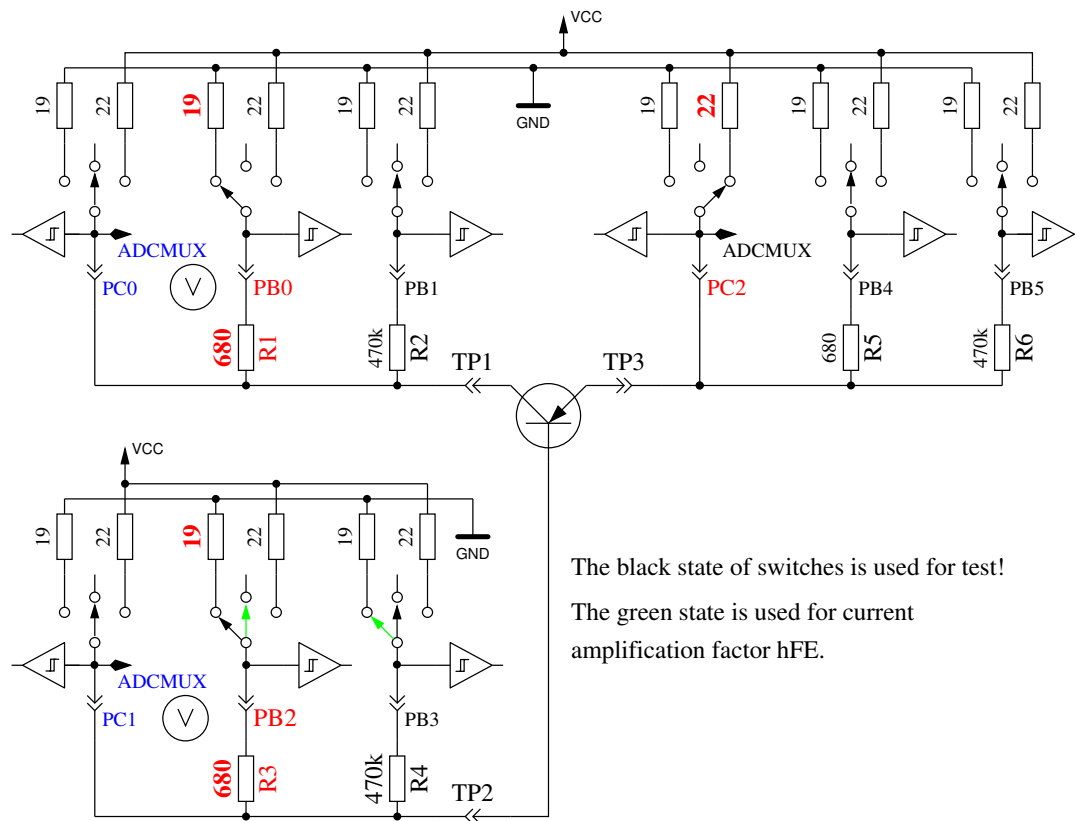 VCC
19
22
19
22
19
22
GND
19
22
19
22
19
22
ADCMUX
ADCMUX
PC0
V
PB0
PB1
PC2
PB4
PB5
680
R1
470k
R2
680
R5
470k
R6
TP1
TP3
VCC
19
22
19
22
19
22
GND
The black state of switches is used for test!
The green state is used for current
amplification factor hFE.
ADCMUX
PC1
V
PB2
PB3
680
R3
470k
R4
TP2